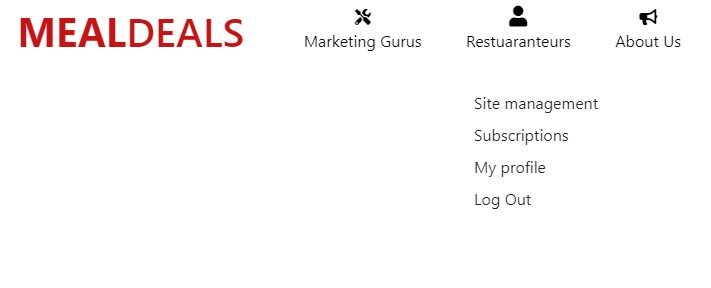 MEALDEALS
Marketing Gurus
Restuaranteurs
About Us
Site management
Subscriptions
My profile
Log Out